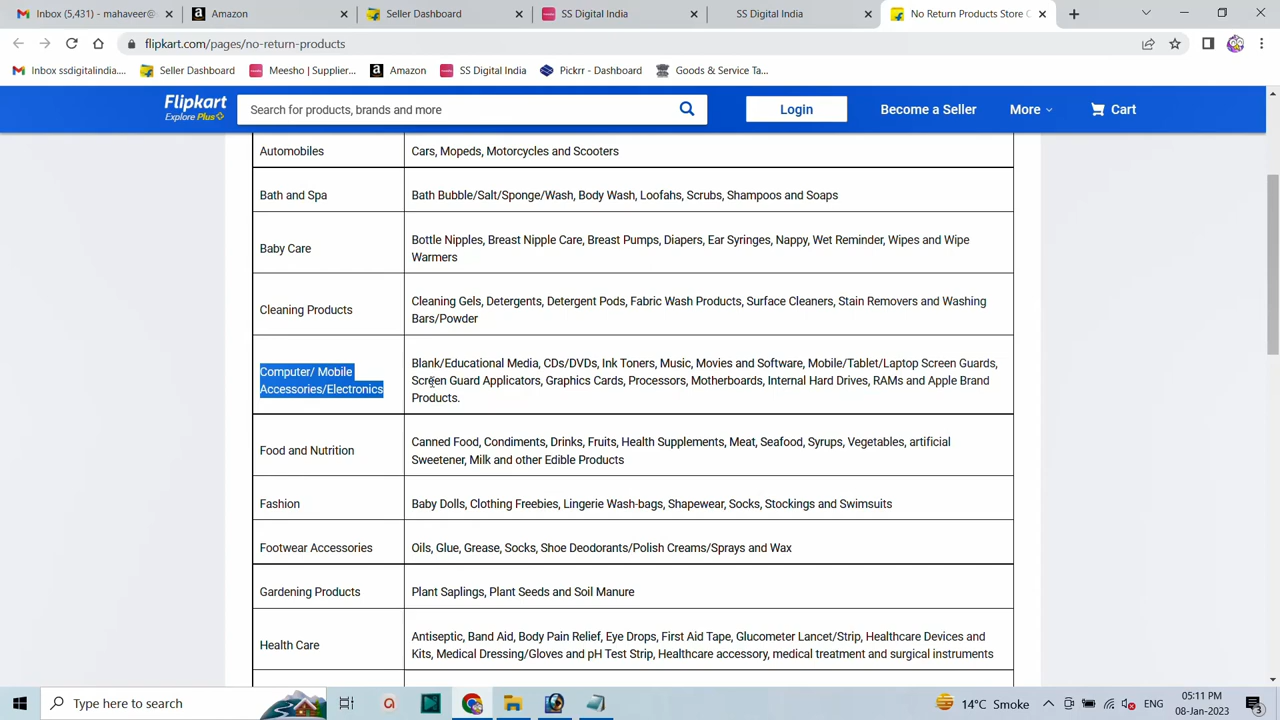 Inbox (5,431) - mahaveer@
Amazon
Seller Dashboard
SS Digital India
SS Digital India
No Return Products Store
flipkart.com/pages/no-return-products
Inbox ssdigitalindia....
Seller Dashboard
Meesho | Supplier...
Amazon
SS Digital India
Pickrr - Dashboard
Goods & Service Ta...
Flipkart
Explore Plus
Search for products, brands and more
Login
Become a Seller
More
Cart
Automobiles
Cars, Mopeds, Motorcycles and Scooters
Bath and Spa
Bath Bubble/Salt/Sponge/Wash, Body Wash, Loofahs, Scrubs, Shampoos and Soaps
Baby Care
Bottle Nipples, Breast Nipple Care, Breast Pumps, Diapers, Ear Syringes, Nappy, Wet Reminder, Wipes and Wipe
Warmers
Cleaning Products
Cleaning Gels, Detergents, Detergent Pods, Fabric Wash Products, Surface Cleaners, Stain Removers and Washing
Bars/Powder
Computer/ Mobile
Accessories/Electronics
Blank/Educational Media, CDs/DVDs, Ink Toners, Music, Movies and Software, Mobile/Tablet/Laptop Screen Guards,
Screen Guard Applicators, Graphics Cards, Processors, Motherboards, Internal Hard Drives, RAMs and Apple Brand
Products.
Food and Nutrition
Canned Food, Condiments, Drinks, Fruits, Health Supplements, Meat, Seafood, Syrups, Vegetables, artificial
Sweetener, Milk and other Edible Products
Fashion
Baby Dolls, Clothing Freebies, Lingerie Wash-bags, Shapewear, Socks, Stockings and Swimsuits
Footwear Accessories
Oils, Glue, Grease, Socks, Shoe Deodorants/Polish Creams/Sprays and Wax
Gardening Products
Plant Saplings, Plant Seeds and Soil Manure
Health Care
Antiseptic, Band Aid, Body Pain Relief, Eye Drops, First Aid Tape, Glucometer Lancet/Strip, Healthcare Devices and
Kits, Medical Dressing/Gloves and pH Test Strip, Healthcare accessory, medical treatment and surgical instruments
Type here to search
14°C Smoke
ENG
05:11 PM
08-Jan-2023
3